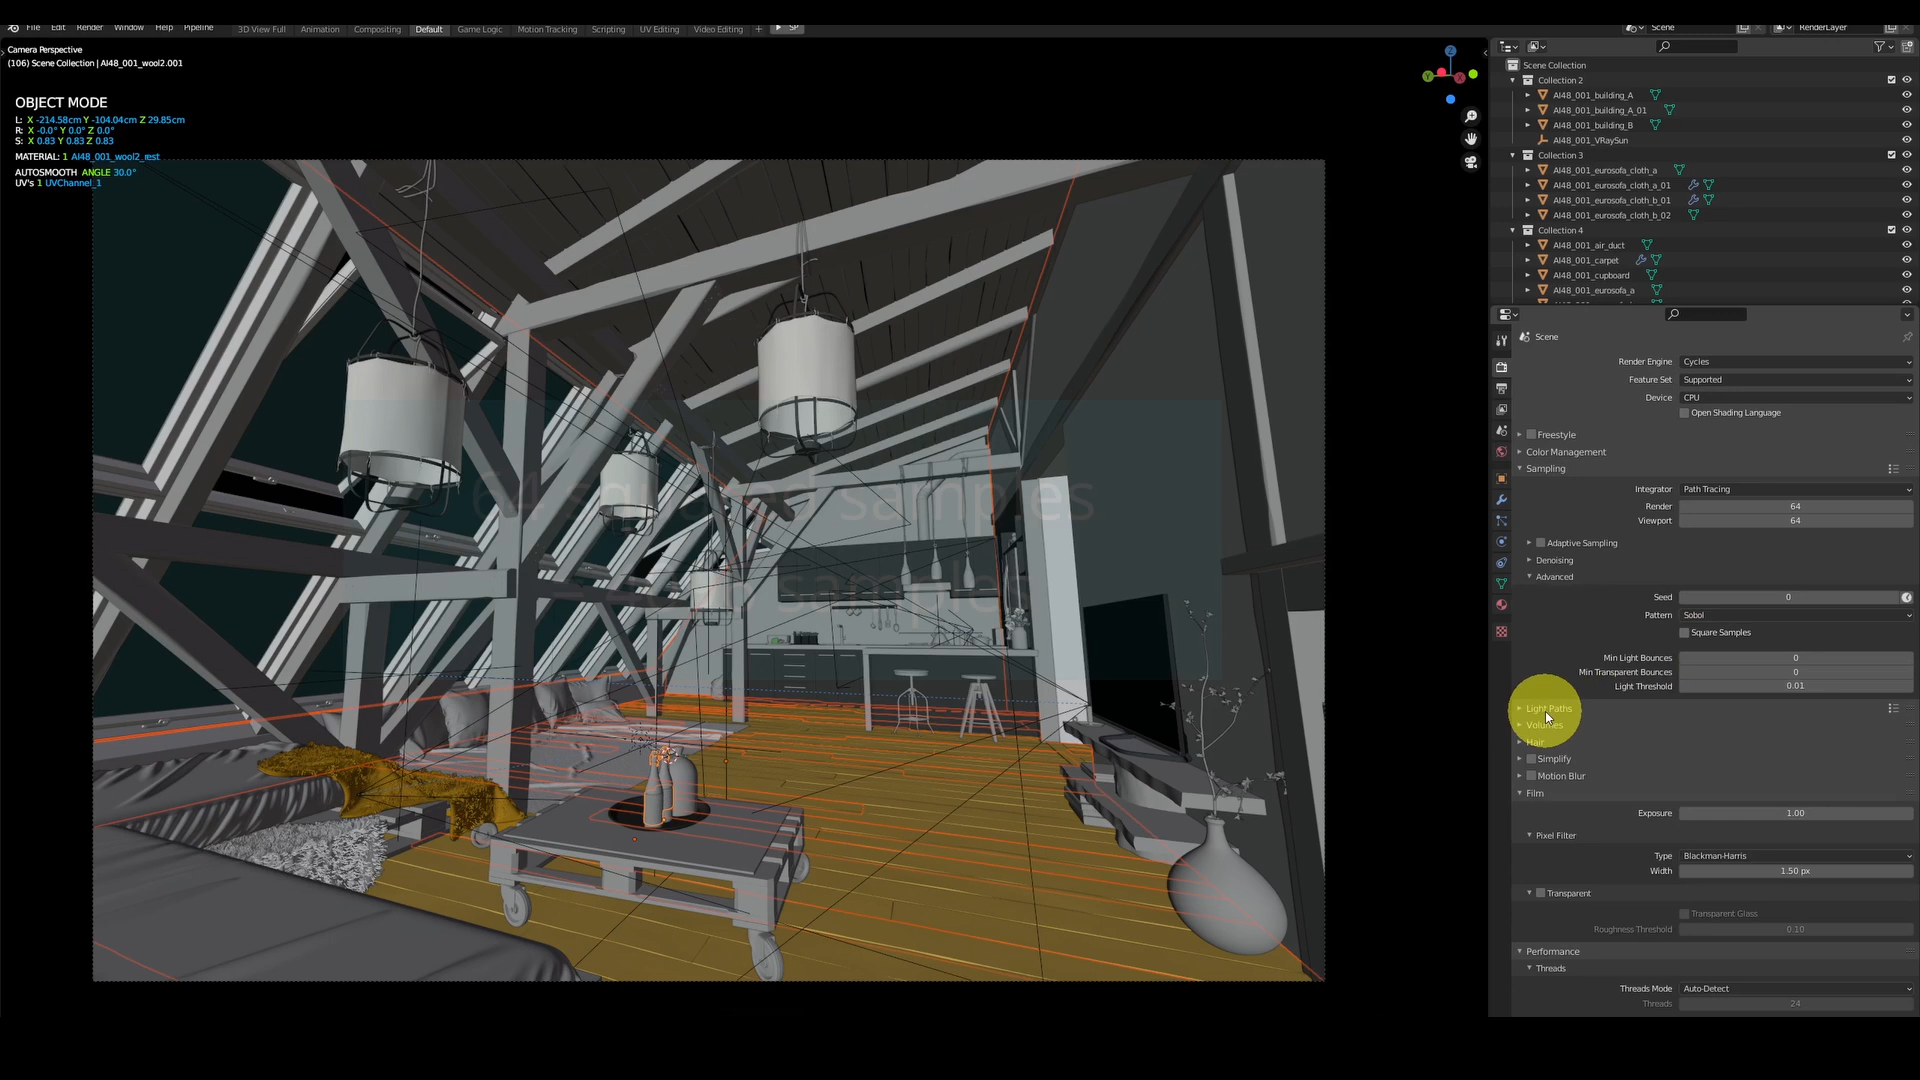 File Edit Render Window Help Pipeline
3D View Full Animation Compositing Default Game Logic Motion Tracking Scripting UV Editing Video Editing + SP
Scene RenderLayer
Camera Perspective
(106) Scene Collection | AI48_001_wool2.001
OBJECT MODE
L: X -214.58cm Y -104.04cm Z 29.85cm
R: X -0.0° Y 0.0° Z 0.0°
S: X 0.83 Y 0.83 Z 0.83
MATERIAL: 1 AI48_001_wool2_rest
AUTOSMOOTH ANGLE 30.0°
UV's 1 UVChannel_1
64 squared samples
samples
Scene Collection
Collection 2
AI48_001_building_A
AI48_001_building_A_01
AI48_001_building_B
AI48_001_VRaySun
Collection 3
AI48_001_eurosofa_cloth_a
AI48_001_eurosofa_cloth_a_01
AI48_001_eurosofa_cloth_b_01
AI48_001_eurosofa_cloth_b_02
Collection 4
AI48_001_air_duct
AI48_001_carpet
AI48_001_cupboard
AI48_001_eurosofa_a
Scene
Render Engine Cycles
Feature Set Supported
Device CPU
Open Shading Language
Freestyle
Color Management
Sampling
Integrator Path Tracing
Render 64
Viewport 64
Adaptive Sampling
Denoising
Advanced
Seed 0
Pattern Sobol
Square Samples
Min Light Bounces 0
Min Transparent Bounces 0
Light Threshold 0.01
Light Paths
Volumes
Hair
Simplify
Motion Blur
Film
Exposure 1.00
Pixel Filter
Type Blackman-Harris
Width 1.50 px
Transparent
Transparent Glass
Roughness Threshold 0.10
Performance
Threads
Threads Mode Auto-Detect
Threads 24